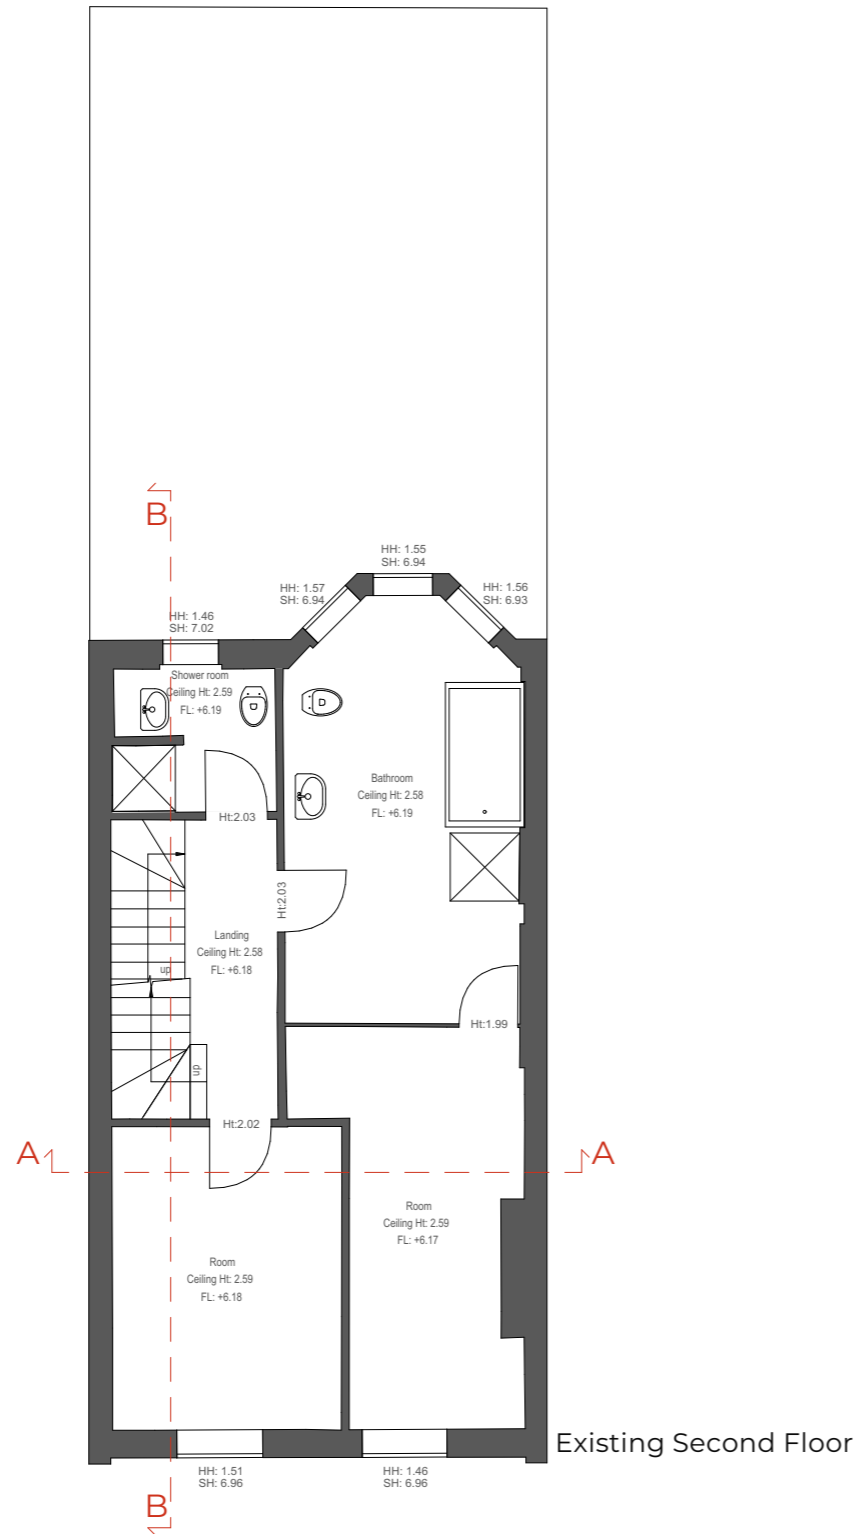 B
HH: 1.55
SH: 6.94
HH: 1.57
SH: 6.94
HH: 1.56
SH: 6.93
HH: 1.46
SH: 7.02
Shower room
Ceiling Ht: 2.59
FL: +6.19
Bathroom
Ceiling Ht: 2.58
FL: +6.19
Ht:2.03
Ht:2.03
Landing
Ceiling Ht: 2.58
FL: +6.18
up
Ht:1.99
up
Ht:2.02
A
A
Room
Ceiling Ht: 2.59
FL: +6.17
Room
Ceiling Ht: 2.59
FL: +6.18
Existing Second Floor
HH: 1.51
SH: 6.96
HH: 1.46
SH: 6.96
B